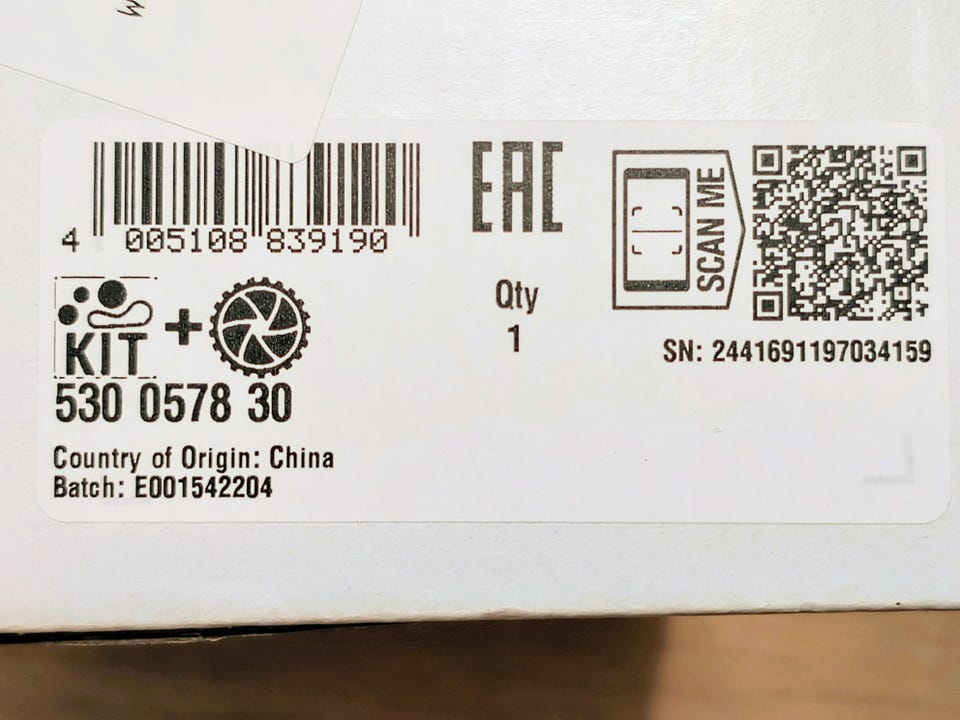 4 005108 839190
EAC
SCAN ME
KIT +
530 0578 30
Qty
1
SN: 2441691197034159
Country of Origin: China
Batch: E001542204